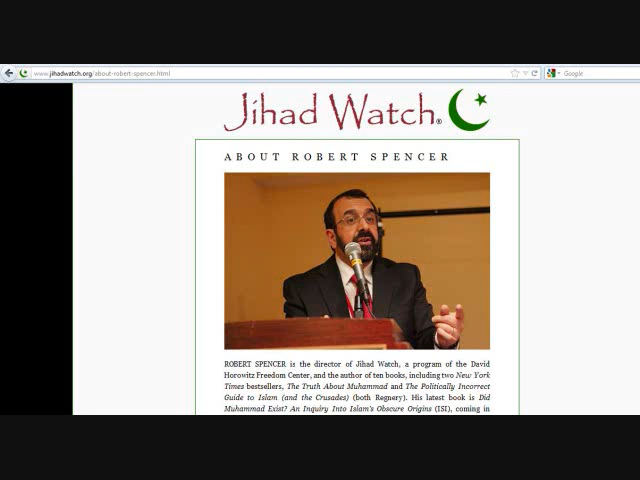 www.jihadwatch.org/about-robert-spencer.html
Google
Jihad Watch®
ABOUT ROBERT SPENCER
ROBERT SPENCER is the director of Jihad Watch, a program of the David
Horowitz Freedom Center, and the author of ten books, including two New York
Times bestsellers, The Truth About Muhammad and The Politically Incorrect
Guide to Islam (and the Crusades) (both Regnery). His latest book is Did
Muhammad Exist? An Inquiry Into Islam's Obscure Origins (ISI), coming in